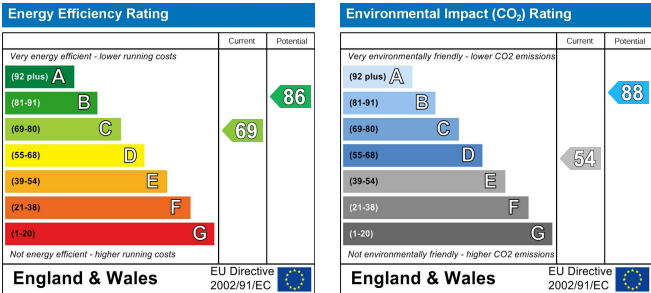 Energy Efficiency Rating
Current Potential
Very energy efficient - lower running costs
(92 plus) A
(81-91) B
(69-80) C
(55-68) D
(39-54) E
(21-38) F
(1-20) G
69
86
Not energy efficient - higher running costs
England & Wales
EU Directive
2002/91/EC
Environmental Impact (CO₂) Rating
Current Potential
Very environmentally friendly - lower CO2 emissions
(92 plus) A
(81-91) B
(69-80) C
(55-68) D
(39-54) E
(21-38) F
(1-20) G
54
88
Not environmentally friendly - higher CO2 emissions
England & Wales
EU Directive
2002/91/EC